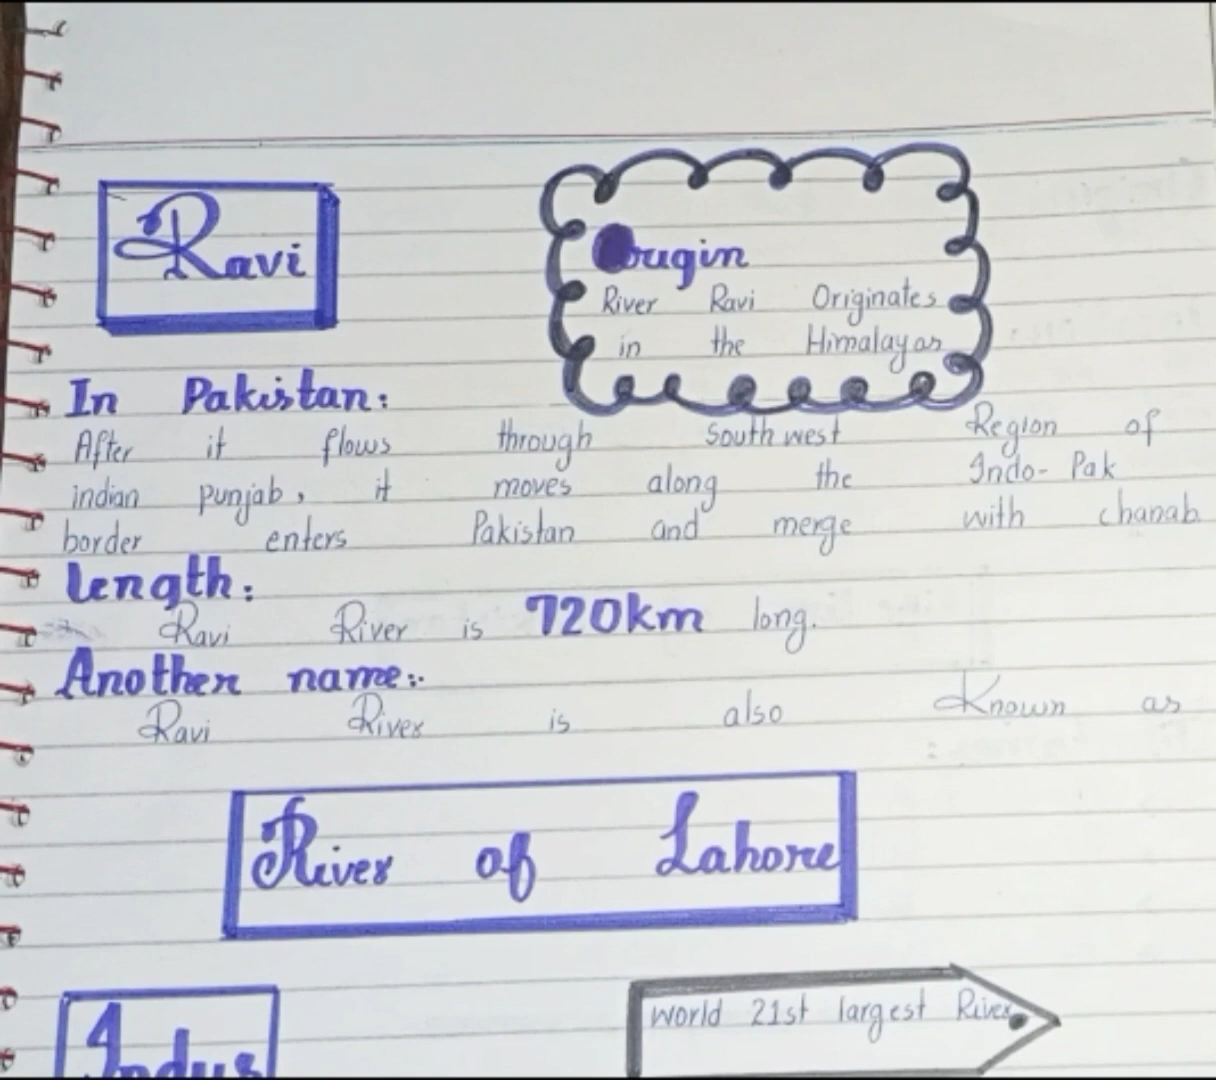 Ravi
Origin
River Ravi Originates
in the Himalayas
In Pakistan:
After it flows through Southwest Region of
indian punjab, it moves along the Indo-Pak
border enters Pakistan and merge with chanab.
length:
Ravi River is 720km long.
Another name:
Ravi River is also Known as
River of Lahore
Indus
world 21st largest River.